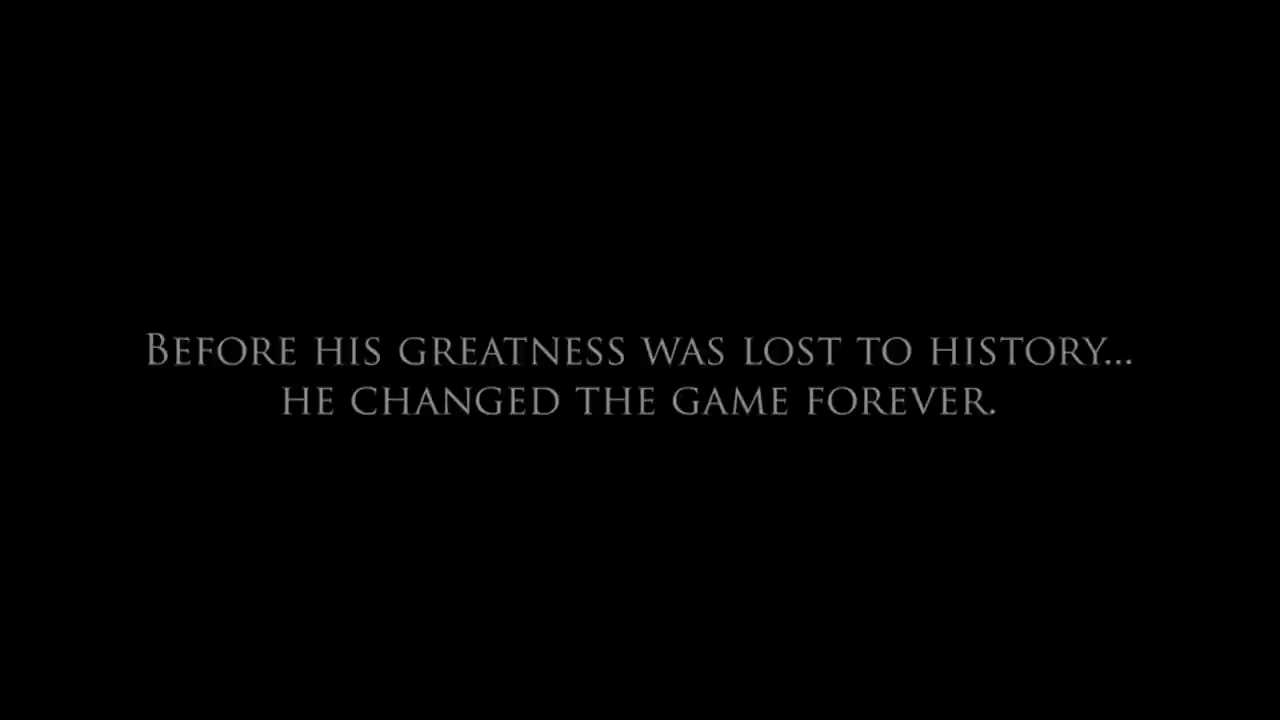 BEFORE HIS GREATNESS WAS LOST TO HISTORY...
HE CHANGED THE GAME FOREVER.